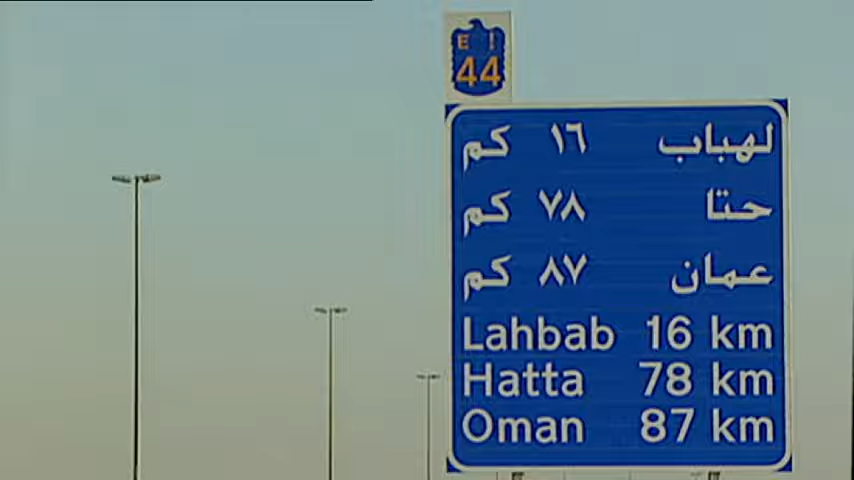 E ا
44
لهباب ١٦ كم
حتا ٧٨ كم
عمان ٨٧ كم
Lahbab 16 km
Hatta 78 km
Oman 87 km